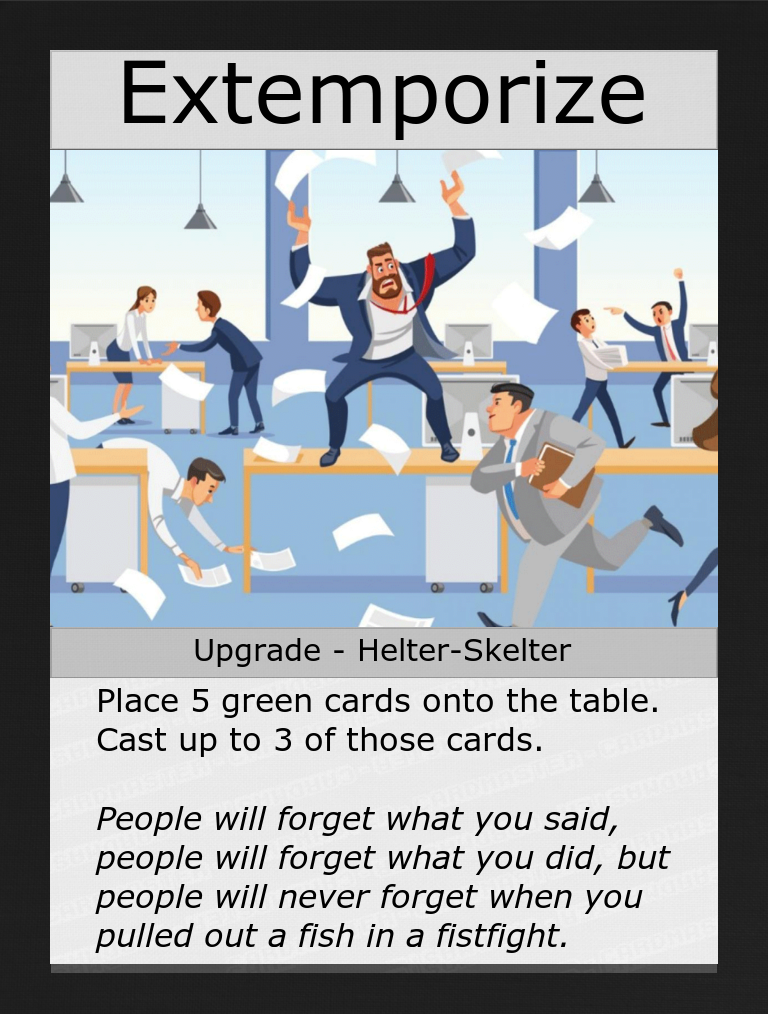 Extemporize
Upgrade - Helter-Skelter
Place 5 green cards onto the table.
Cast up to 3 of those cards.
People will forget what you said,
people will forget what you did, but
people will never forget when you
pulled out a fish in a fistfight.